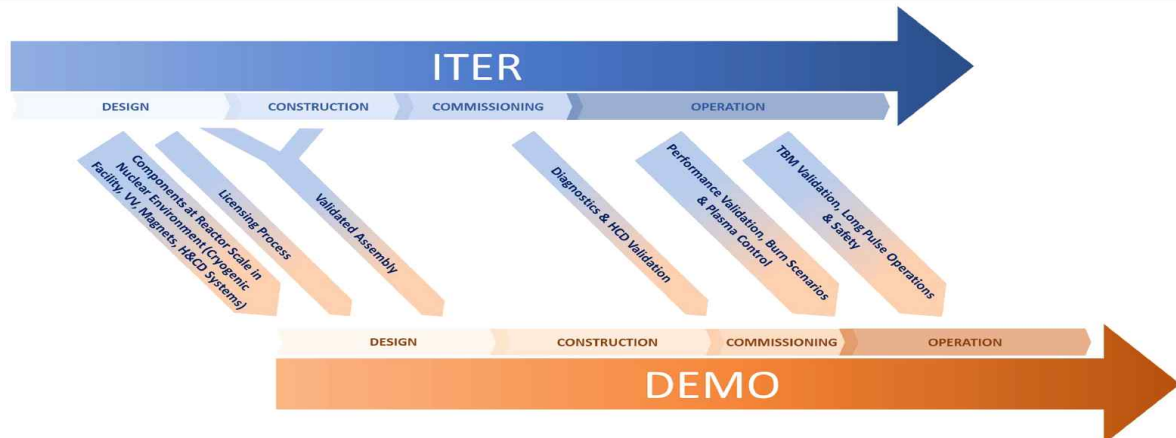 ITER
DESIGN
CONSTRUCTION
COMMISSIONING
OPERATION
Components at Reactor Scale in
Nuclear Environment (Cryogenic
Facility, VV, Magnets, H&CD Systems)
Licensing Process
Validated Assembly
Diagnostics & HCD Validation
Performance Validation, Burn Scenarios
& Plasma Control
TBM Validation, Long Pulse Operations
& Safety
DESIGN
CONSTRUCTION
COMMISSIONING
OPERATION
DEMO